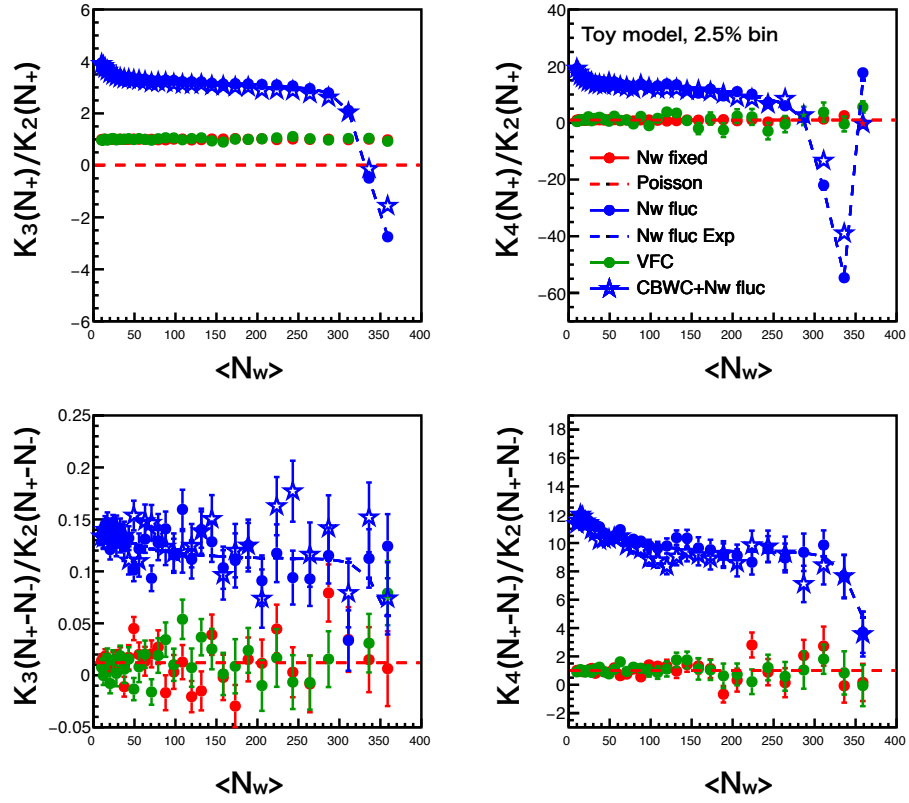 K3(N+)/K2(N+)
6
4
2
0
−2
−4
−6
0 50 100 150 200 250 300 350 400
<Nw>
K4(N+)/K2(N+)
40
20
0
−20
−40
−60
0 50 100 150 200 250 300 350 400
<Nw>
Toy model, 2.5% bin
Nw fixed
Poisson
Nw fluc
Nw fluc Exp
VFC
CBWC+Nw fluc
K3(N+-N-)/K2(N+-N-)
0.25
0.2
0.15
0.1
0.05
0
−0.05
0 50 100 150 200 250 300 350 400
<Nw>
K4(N+-N-)/K2(N+-N-)
18
16
14
12
10
8
6
4
2
0
−2
0 50 100 150 200 250 300 350 400
<Nw>